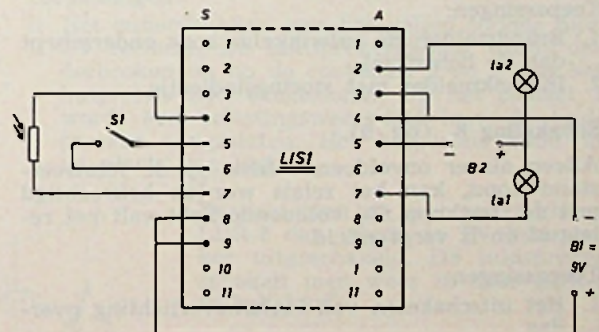 S A
1 1
2 2 la2
3 3
4 4
S1 5 5 − +
6 LIS1 6 B2
7 7 la1
8 8 −
9 9 B1 =
10 1 9V
11 11 +